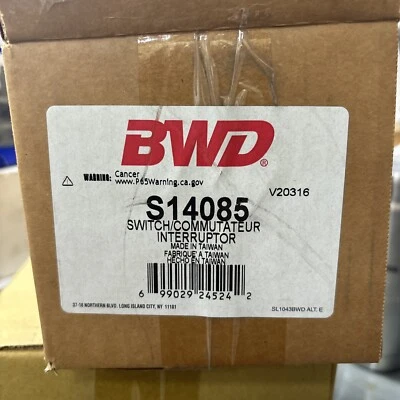 BWD®
WARNING: Cancer
www.P65Warning.ca.gov
V20316
S14085
SWITCH/COMMUTATEUR
INTERRUPTOR
MADE IN TAIWAN
FABRIQUÉ A TAIWAN
HECHO EN TAIWAN
6 99029 24524 2
37-18 NORTHERN BLVD. LONG ISLAND CITY, NY 11101
SL1043BWD ALT. E